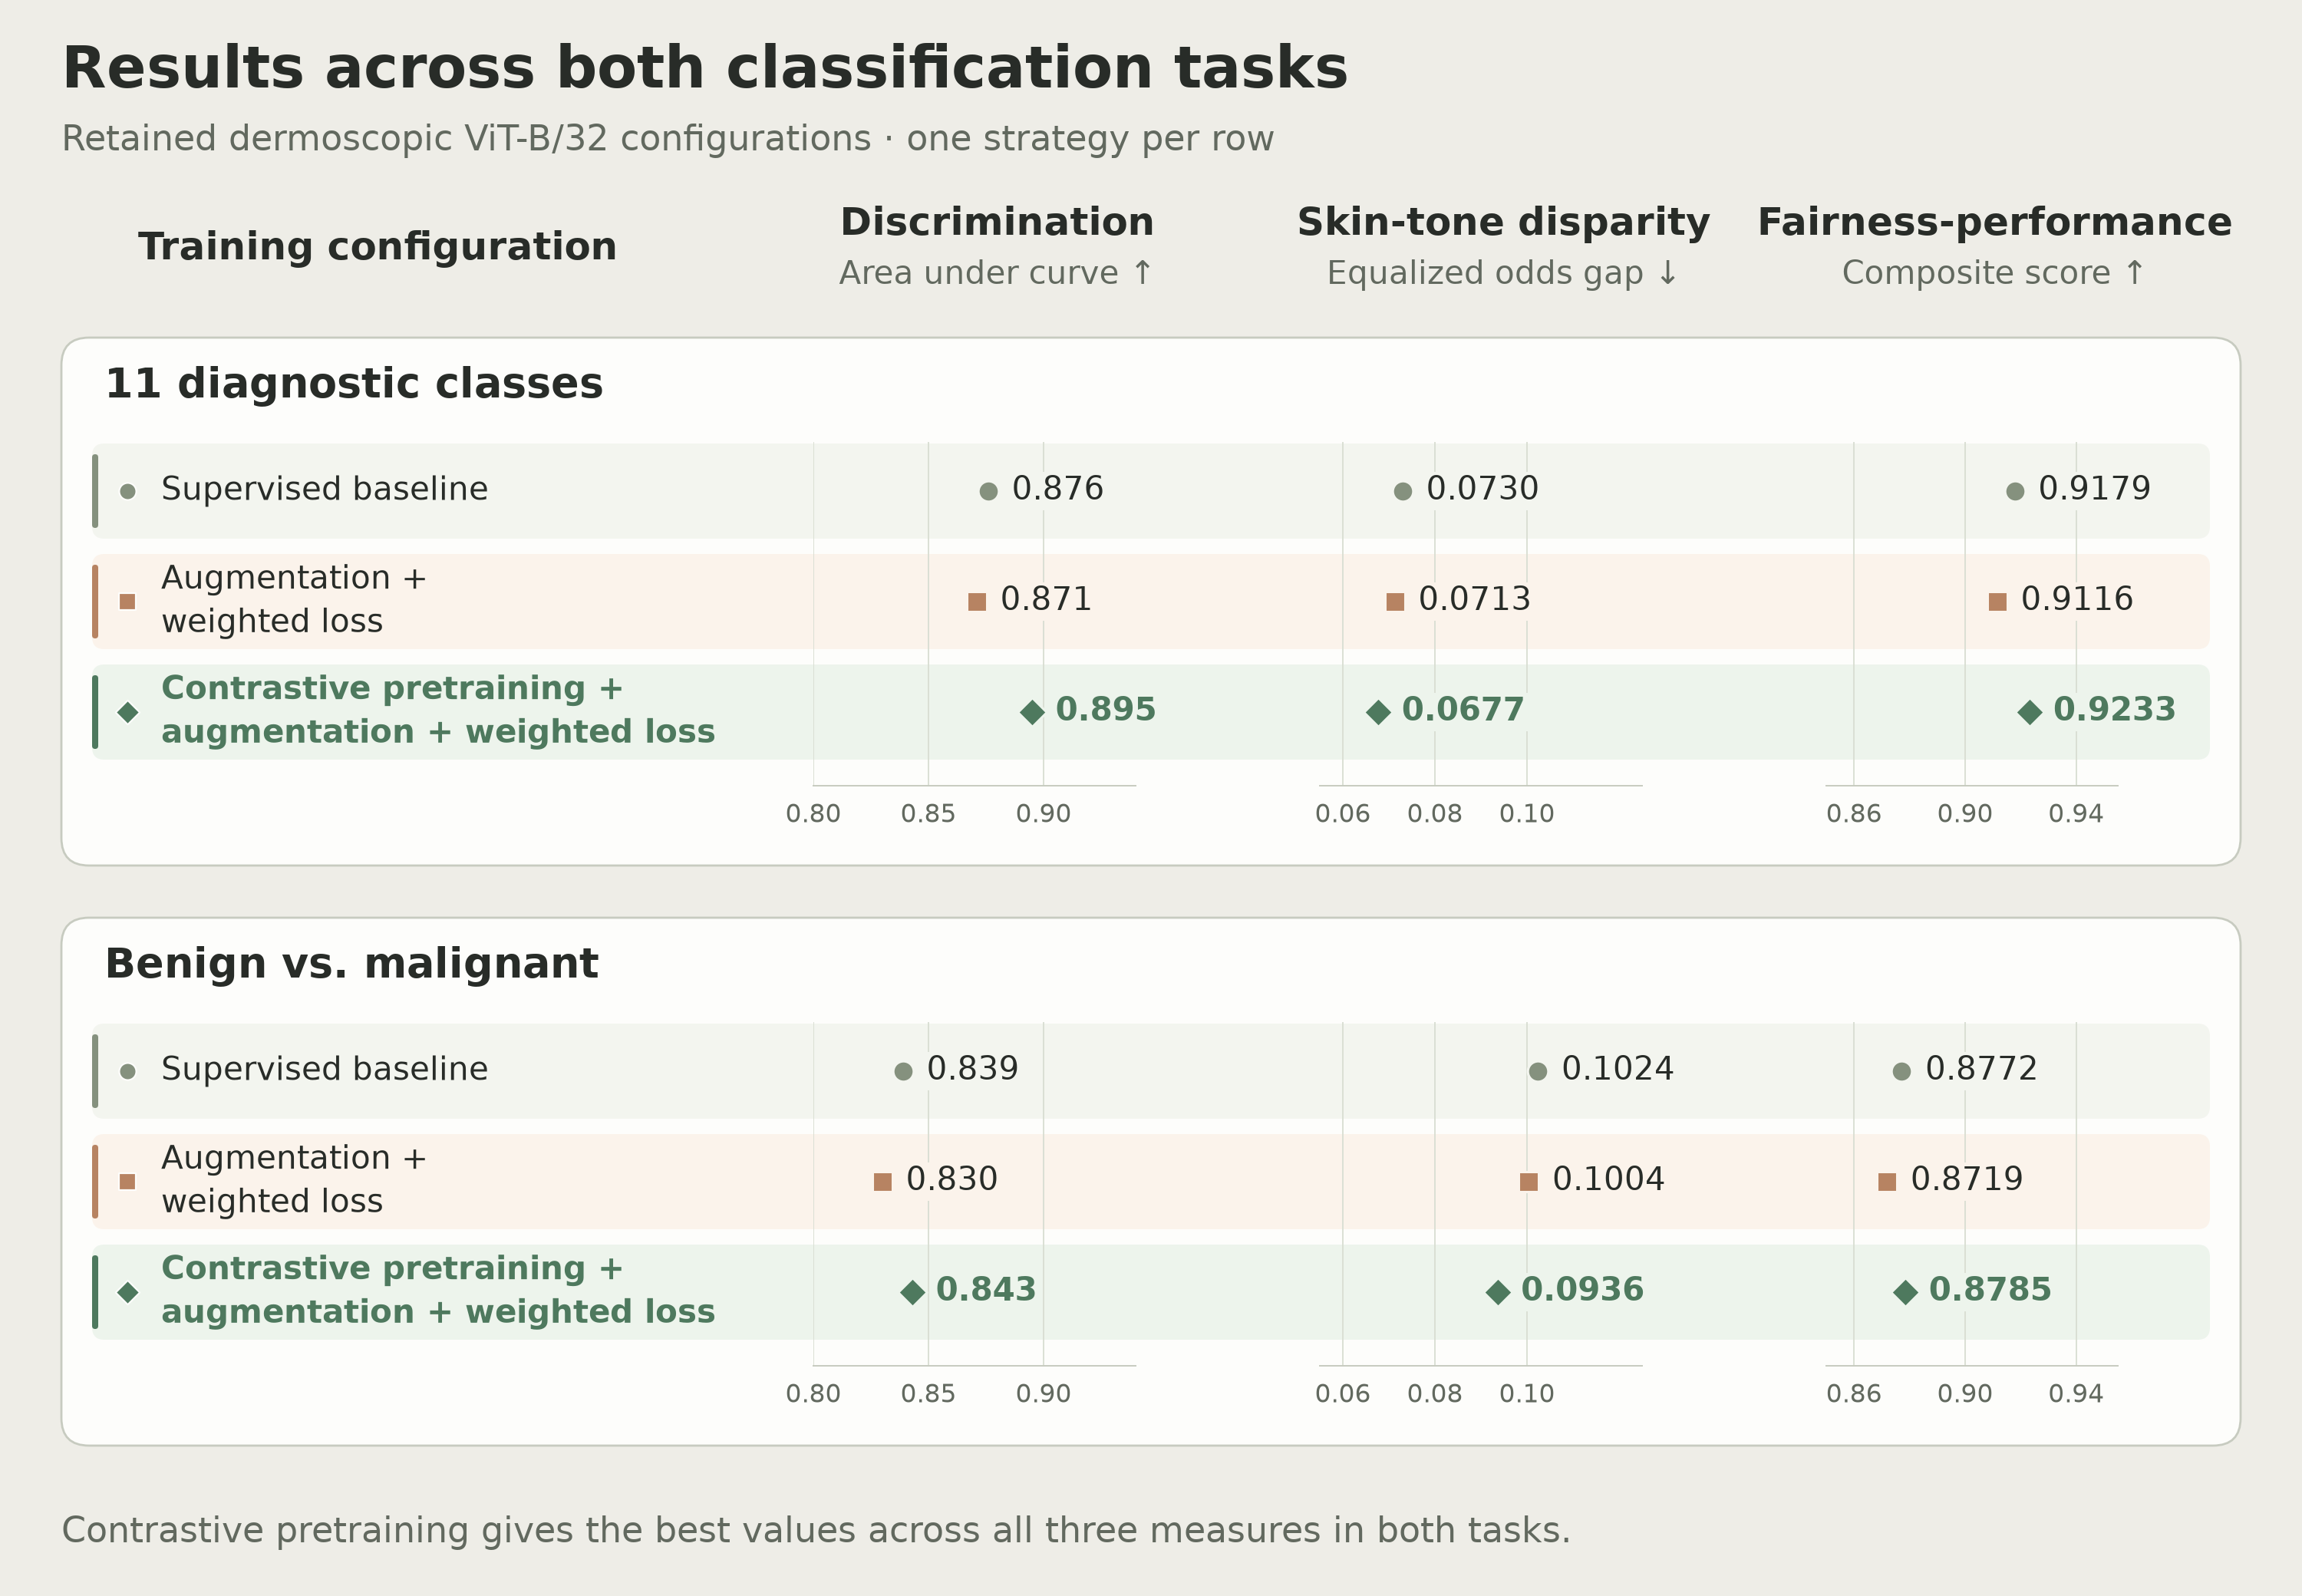 Results across both classification tasks
Retained dermoscopic ViT-B/32 configurations · one strategy per row
Training configuration
Discrimination
Area under curve ↑
Skin-tone disparity
Equalized odds gap ↓
Fairness-performance
Composite score ↑
11 diagnostic classes
Supervised baseline
0.876
0.0730
0.9179
Augmentation +
weighted loss
0.871
0.0713
0.9116
Contrastive pretraining +
augmentation + weighted loss
0.895
0.0677
0.9233
0.80 0.85 0.90
0.06 0.08 0.10
0.86 0.90 0.94
Benign vs. malignant
Supervised baseline
0.839
0.1024
0.8772
Augmentation +
weighted loss
0.830
0.1004
0.8719
Contrastive pretraining +
augmentation + weighted loss
0.843
0.0936
0.8785
0.80 0.85 0.90
0.06 0.08 0.10
0.86 0.90 0.94
Contrastive pretraining gives the best values across all three measures in both tasks.